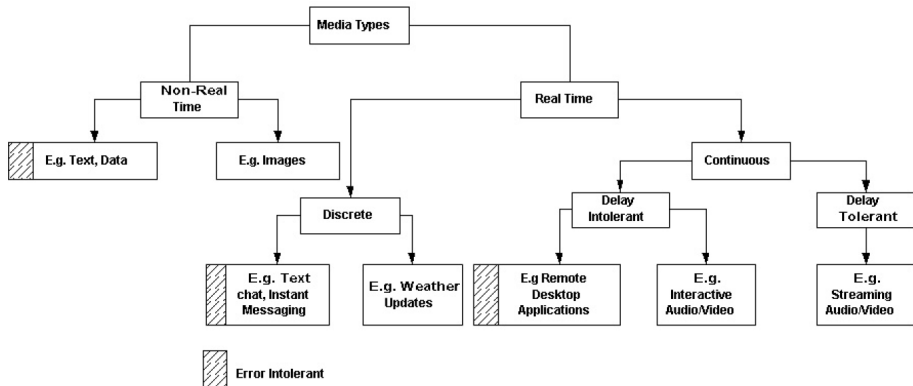 Media Types
Non-Real
Time
Real Time
E.g. Text, Data
E.g. Images
Continuous
Discrete
Delay
Intolerant
Delay
Tolerant
E.g. Text
chat, Instant
Messaging
E.g. Weather
Updates
E.g Remote
Desktop
Applications
E.g.
Interactive
Audio/Video
E.g.
Streaming
Audio/Video
Error Intolerant